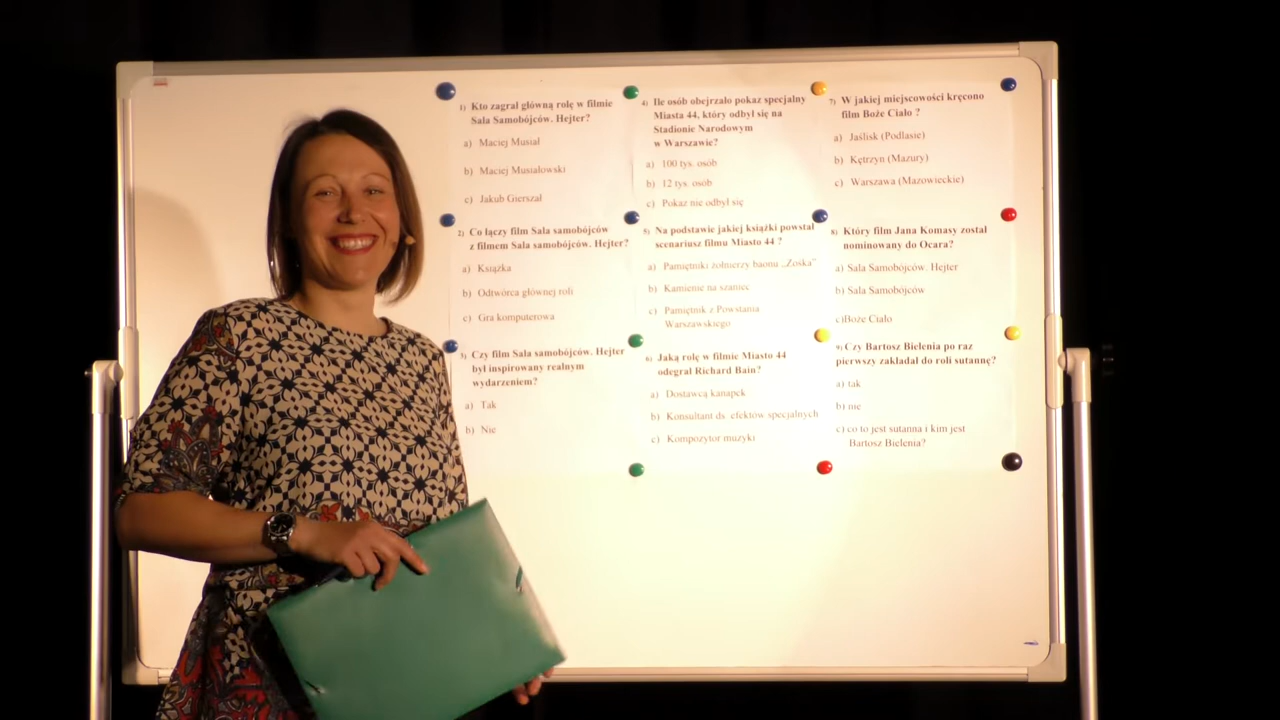 1) Kto zagrał główną rolę w filmie
Sala Samobójców. Hejter?
a) Maciej Musiał
b) Maciej Musiałowski
c) Jakub Gierszał
2) Co łączy film Sala samobójców
z filmem Sala samobójców. Hejter?
a) Książka
b) Odtwórca głównej roli
c) Gra komputerowa
3) Czy film Sala samobójców. Hejter
był inspirowany realnym
wydarzeniem?
a) Tak
b) Nie
4) Ile osób obejrzało pokaz specjalny
Miasta 44, który odbył się na
Stadionie Narodowym
w Warszawie?
a) 100 tys. osób
b) 12 tys. osób
c) Pokaz nie odbył się
5) Na podstawie jakiej książki powstał
scenariusz filmu Miasto 44 ?
a) Pamiętniki żołnierzy baonu „Zośka”
b) Kamienie na szaniec
c) Pamiętnik z Powstania
Warszawskiego
6) Jaką rolę w filmie Miasto 44
odegrał Richard Bain?
a) Dostawcą kanapek
b) Konsultant ds efektów specjalnych
c) Kompozytor muzyki
7) W jakiej miejscowości kręcono
film Boże Ciało ?
a) Jaślisk (Podlasie)
b) Kętrzyn (Mazury)
c) Warszawa (Mazowieckie)
8) Który film Jana Komasy został
nominowany do Ocara?
a) Sala Samobójców. Hejter
b) Sala Samobójców
c)Boże Ciało
9) Czy Bartosz Bielenia po raz
pierwszy zakładał do roli sutannę?
a) tak
b) nie
c) co to jest sutanna i kim jest
Bartosz Bielenia?